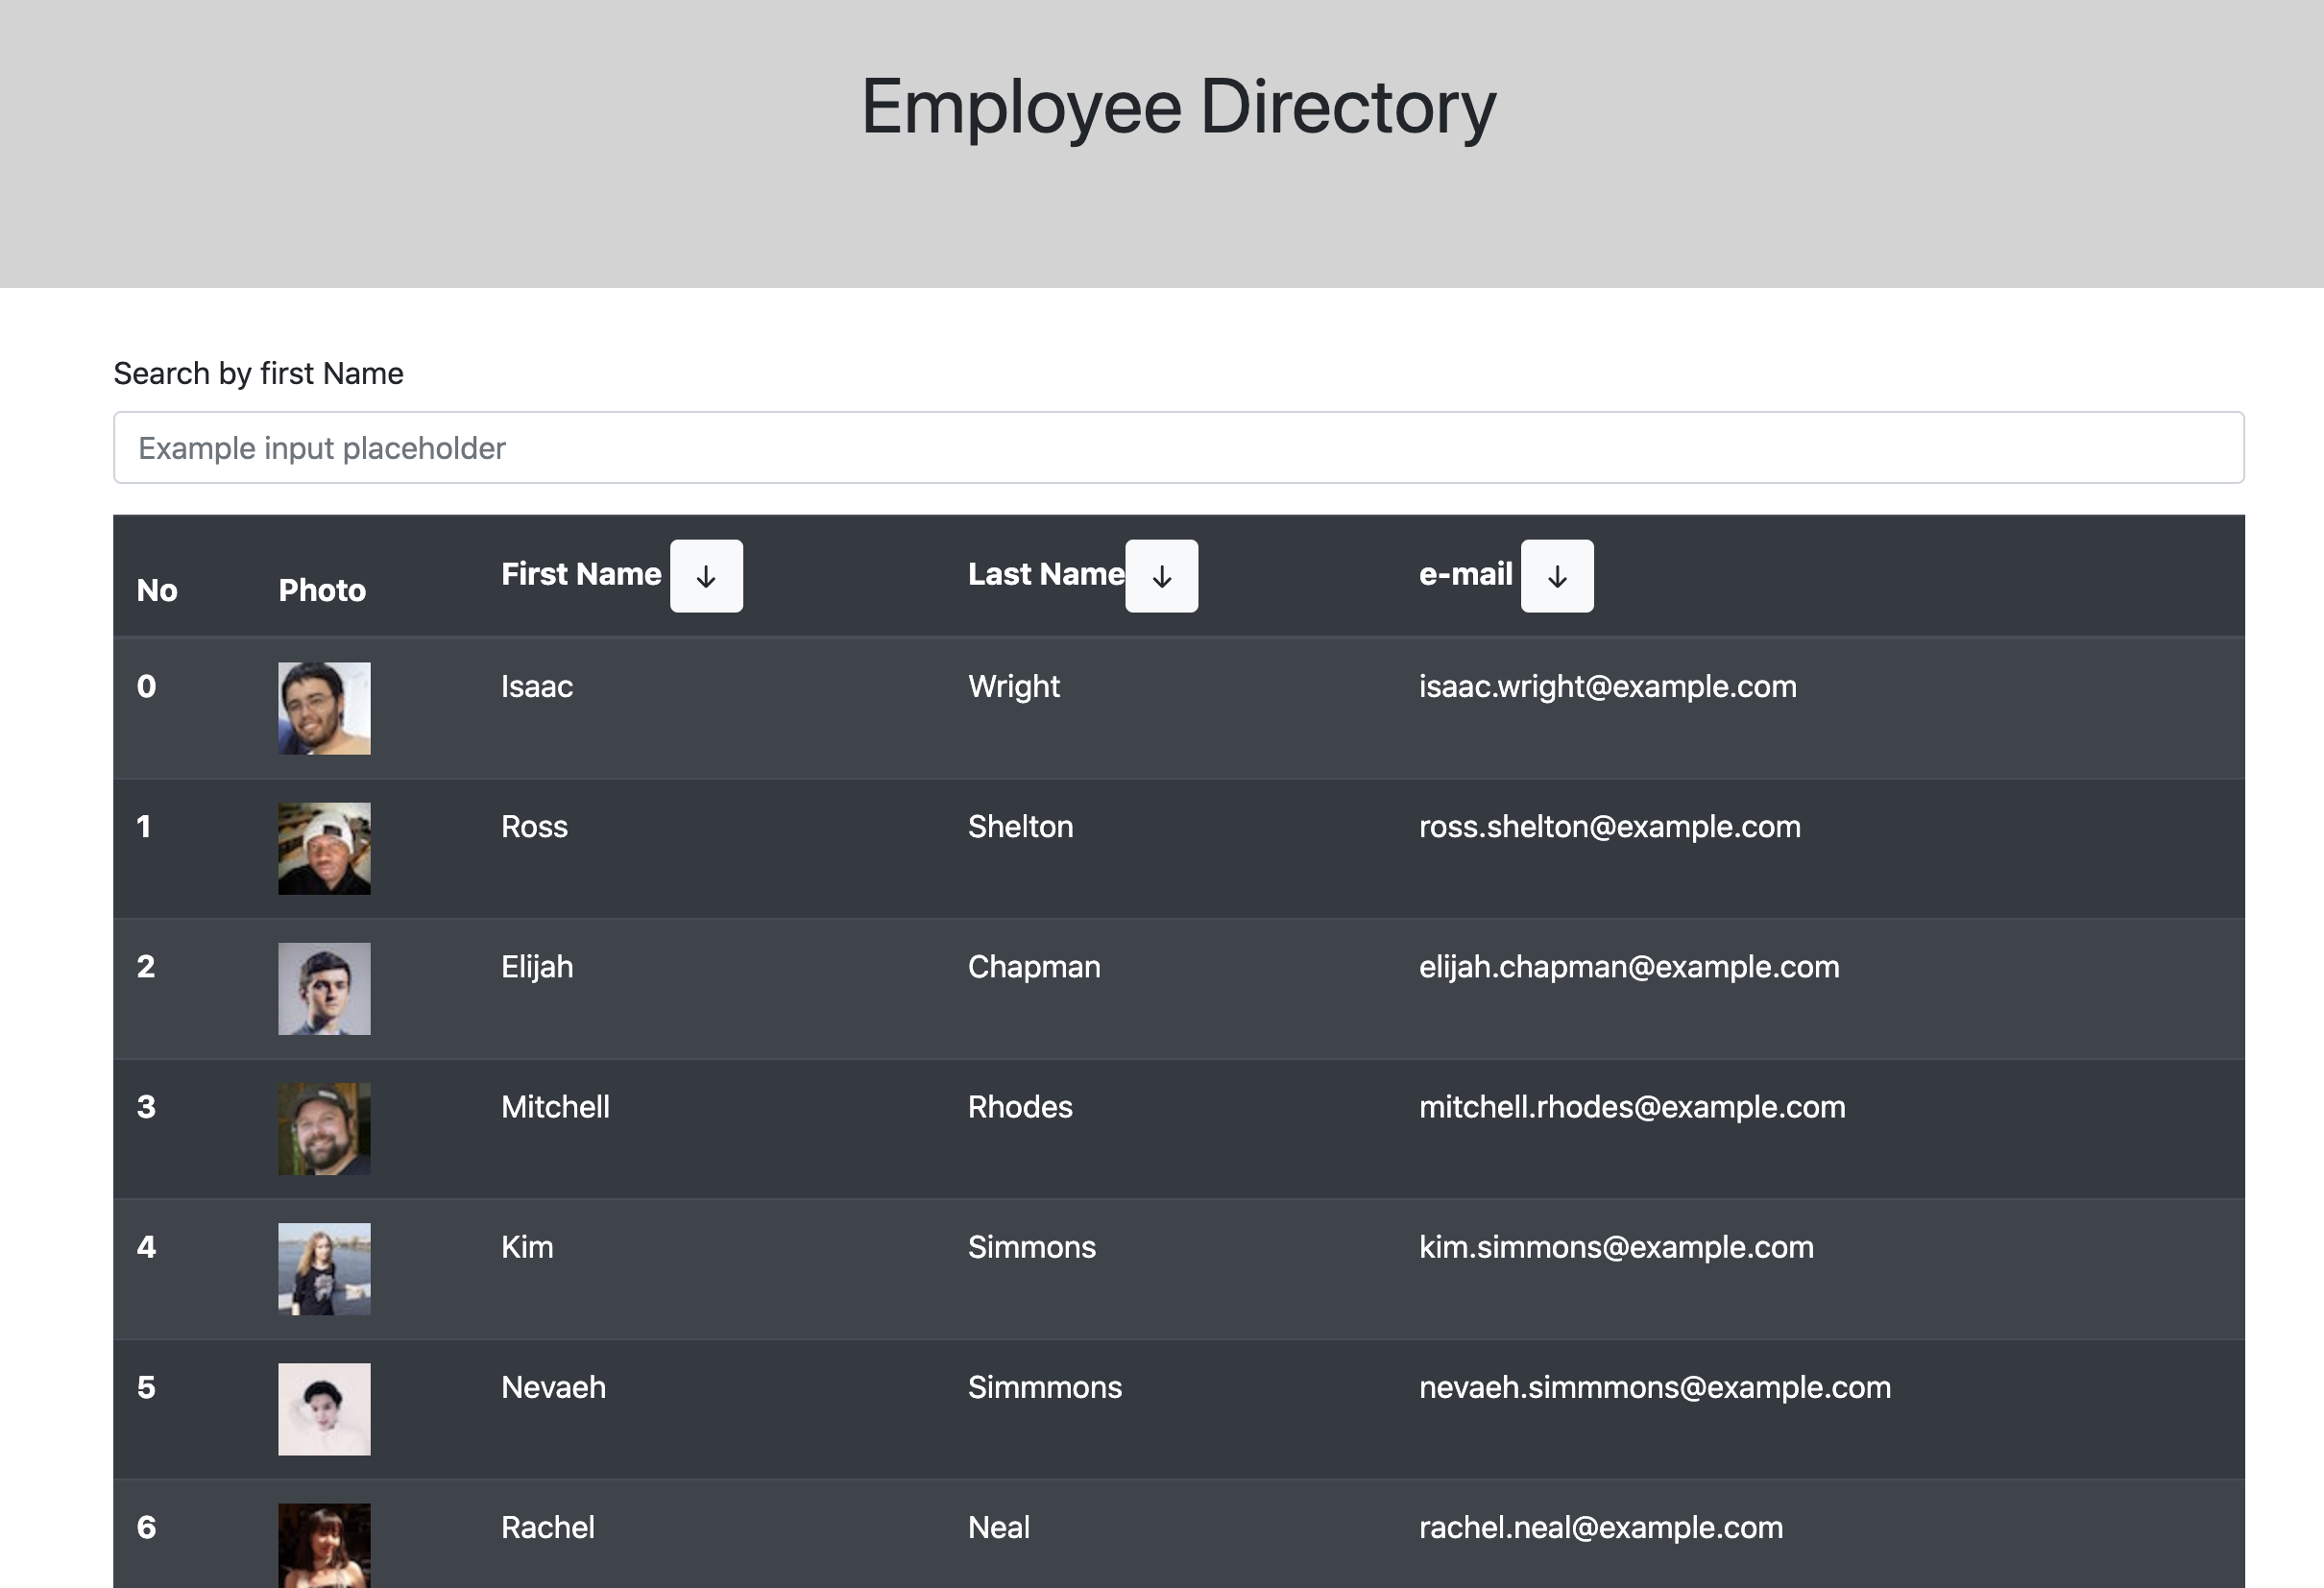 Employee Directory
Search by first Name
Example input placeholder
No Photo First Name ↓ Last Name ↓ e-mail ↓
0 Isaac Wright isaac.wright@example.com
1 Ross Shelton ross.shelton@example.com
2 Elijah Chapman elijah.chapman@example.com
3 Mitchell Rhodes mitchell.rhodes@example.com
4 Kim Simmons kim.simmons@example.com
5 Nevaeh Simmmons nevaeh.simmmons@example.com
6 Rachel Neal rachel.neal@example.com